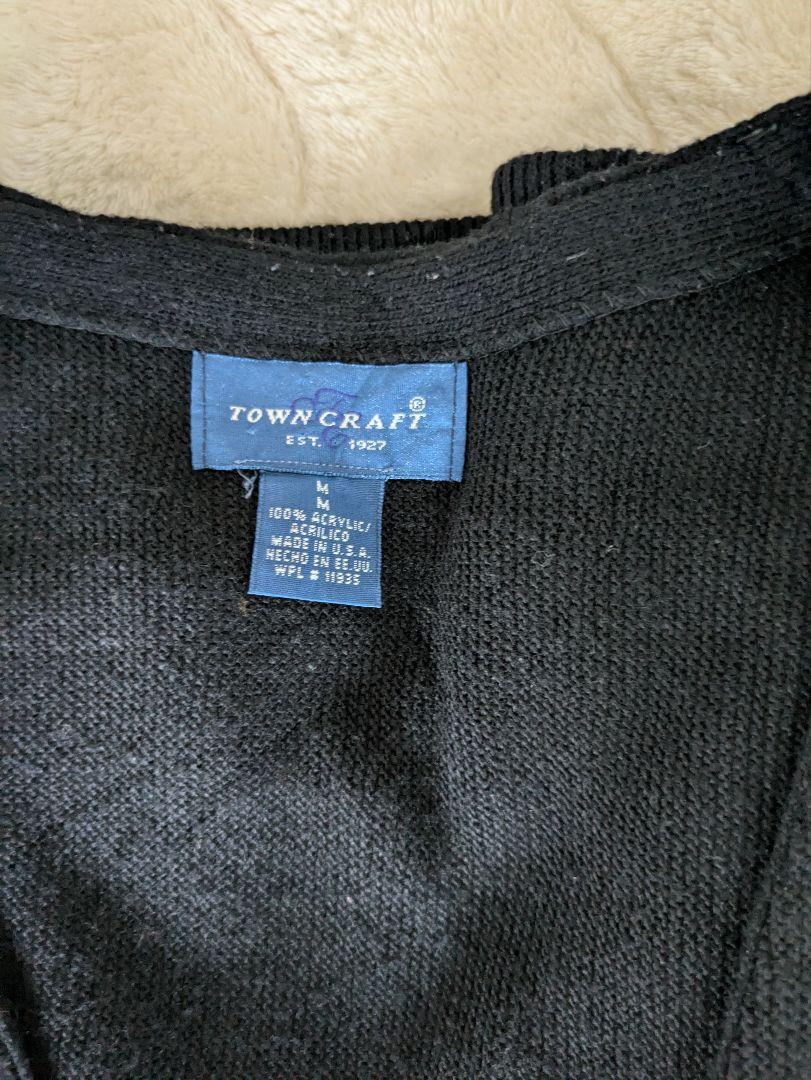 TOWNCRAFT®
EST. 1927
M
M
100% ACRYLIC/
ACRILICO
MADE IN U.S.A.
HECHO EN EE.UU.
WPL # 11935